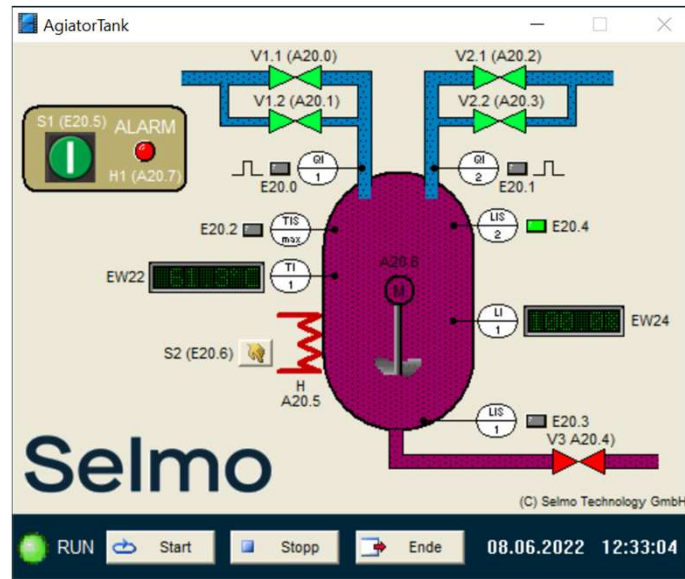 AgiatorTank
V1.1 (A20.0)
V2.1 (A20.2)
V1.2 (A20.1)
V2.2 (A20.3)
S1 (E20.5)
ALARM
H1 (A20.7)
QI
1
E20.0
QI
2
E20.1
E20.2
TIS
max
LIS
2
E20.4
EW22
61.3°C
TI
1
A20.6
M
LI
1
100.0%
EW24
S2 (E20.6)
H
A20.5
LIS
1
E20.3
V3 A20.4)
Selmo
(C) Selmo Technology GmbH
RUN
Start
Stopp
Ende
08.06.2022 12:33:04